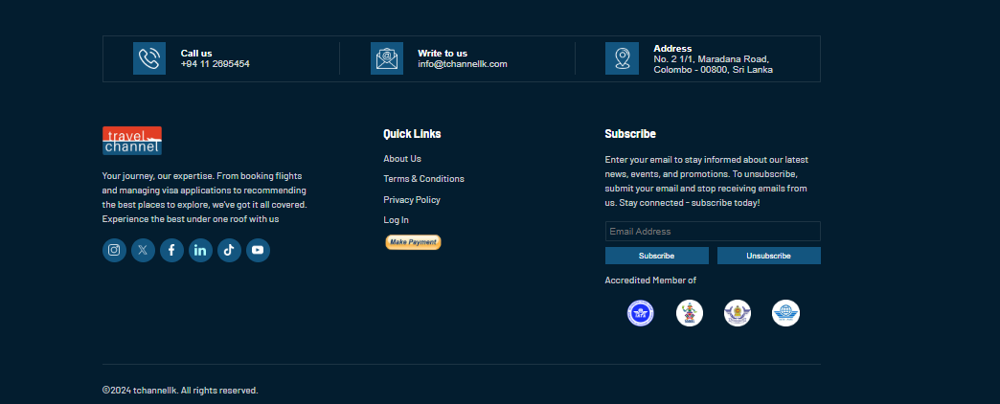 Call us
+94 11 2695454
Write to us
info@tchannellk.com
Address
No. 2 1/1, Maradana Road,
Colombo - 00800, Sri Lanka
travel
channel
Your journey, our expertise. From booking flights
and managing visa applications to recommending
the best places to explore, we've got it all covered.
Experience the best under one roof with us
Quick Links
About Us
Terms & Conditions
Privacy Policy
Log In
Make Payment
Subscribe
Enter your email to stay informed about our latest
news, events, and promotions. To unsubscribe,
submit your email and stop receiving emails from
us. Stay connected - subscribe today!
Email Address
Subscribe
Unsubscribe
Accredited Member of
IATA
©2024 tchannellk. All rights reserved.